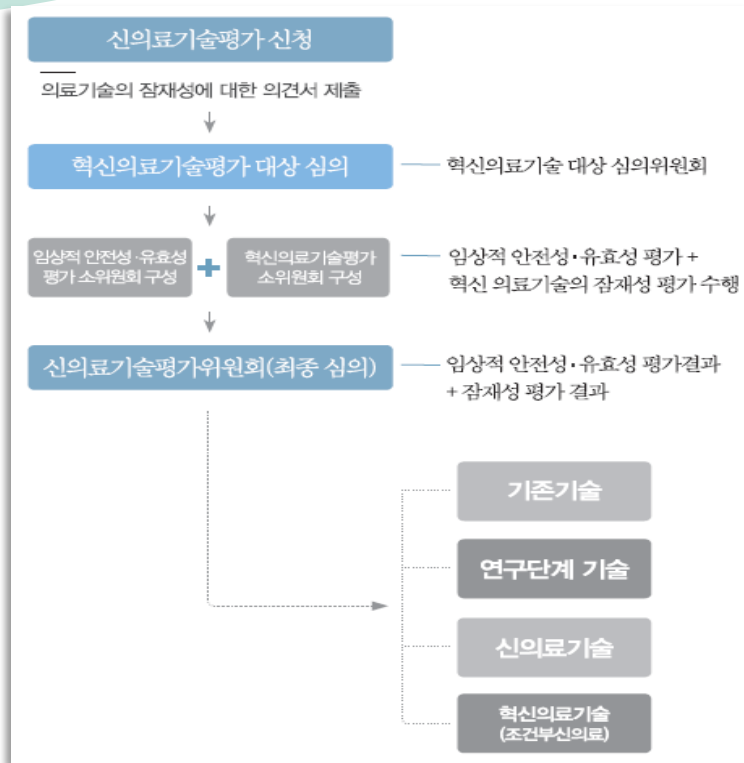 신의료기술평가 신청
의료기술의 잠재성에 대한 의견서 제출
혁신의료기술평가 대상 심의
혁신의료기술 대상 심의위원회
임상적 안전성·유효성
평가 소위원회 구성
+
혁신의료기술평가
소위원회 구성
임상적 안전성·유효성 평가 +
혁신 의료기술의 잠재성 평가 수행
신의료기술평가위원회(최종 심의)
임상적 안전성·유효성 평가결과
+ 잠재성 평가 결과
기존기술
연구단계 기술
신의료기술
혁신의료기술
(조건부신의료)